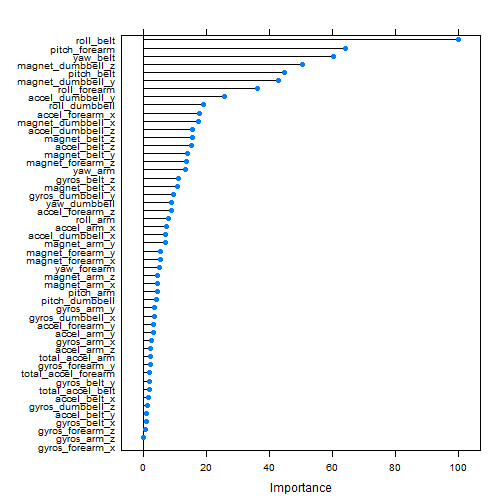 roll_belt
pitch_forearm
yaw_belt
magnet_dumbbell_z
pitch_belt
magnet_dumbbell_y
roll_forearm
accel_dumbbell_y
roll_dumbbell
accel_forearm_x
magnet_dumbbell_x
accel_dumbbell_z
magnet_belt_z
accel_belt_z
magnet_belt_y
magnet_forearm_z
yaw_arm
gyros_belt_z
magnet_belt_x
gyros_dumbbell_y
yaw_dumbbell
accel_forearm_z
roll_arm
accel_arm_x
accel_dumbbell_x
magnet_arm_y
magnet_forearm_y
magnet_forearm_x
yaw_forearm
magnet_arm_z
magnet_arm_x
pitch_arm
pitch_dumbbell
gyros_arm_y
gyros_dumbbell_x
accel_forearm_y
accel_arm_y
gyros_arm_x
accel_arm_z
total_accel_arm
gyros_forearm_y
total_accel_forearm
gyros_belt_y
total_accel_belt
accel_belt_x
gyros_dumbbell_z
accel_belt_y
gyros_belt_x
gyros_forearm_z
gyros_arm_z
gyros_forearm_x
0 20 40 60 80 100
Importance